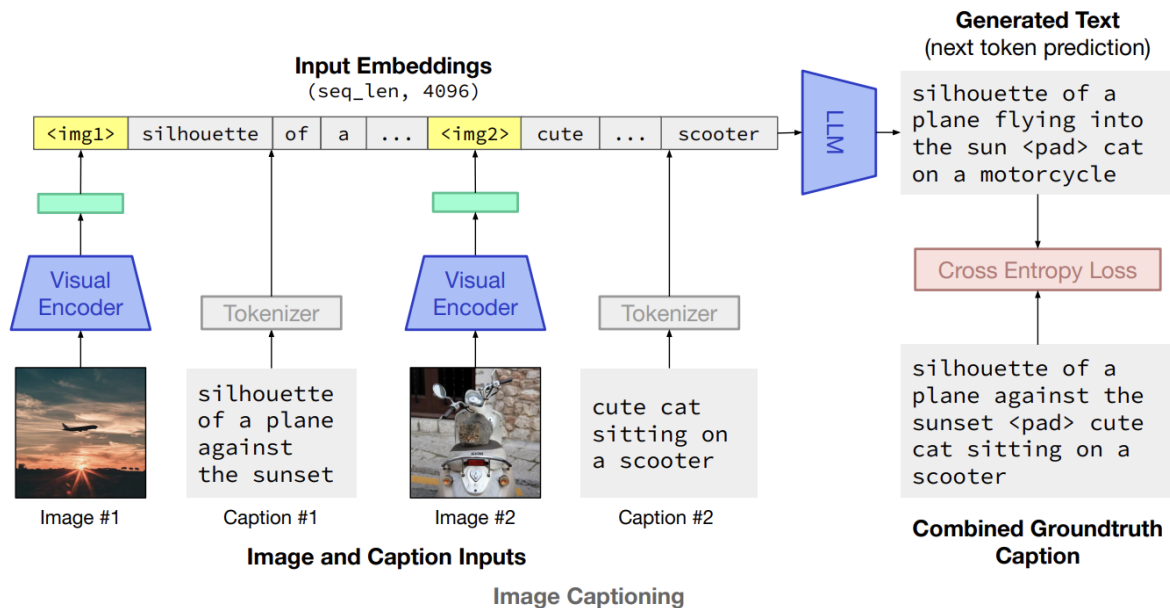 Generated Text
(next token prediction)
Input Embeddings
(seq_len, 4096)
<img1> silhouette of a ... <img2> cute ... scooter
LLM
silhouette of a
plane flying into
the sun <pad> cat
on a motorcycle
Cross Entropy Loss
Visual
Encoder
Tokenizer
Visual
Encoder
Tokenizer
silhouette
of a plane
against
the sunset
cute cat
sitting on
a scooter
silhouette of a
plane against the
sunset <pad> cute
cat sitting on a
scooter
Image #1
Caption #1
Image #2
Caption #2
Image and Caption Inputs
Combined Groundtruth
Caption
Image Captioning